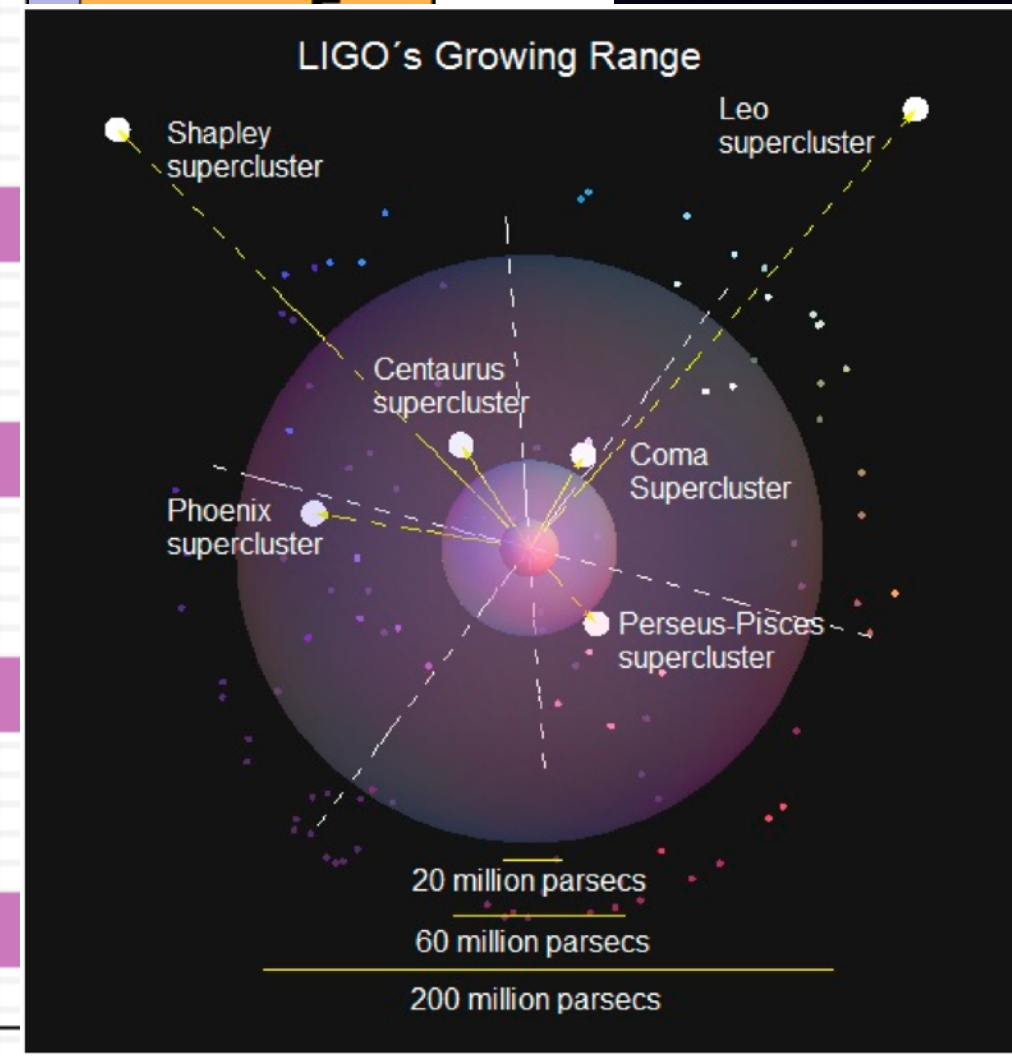 LIGO´s Growing Range
Shapley
supercluster
Leo
supercluster
Centaurus
supercluster
Coma
Supercluster
Phoenix
supercluster
Perseus-Pisces
supercluster
20 million parsecs
60 million parsecs
200 million parsecs